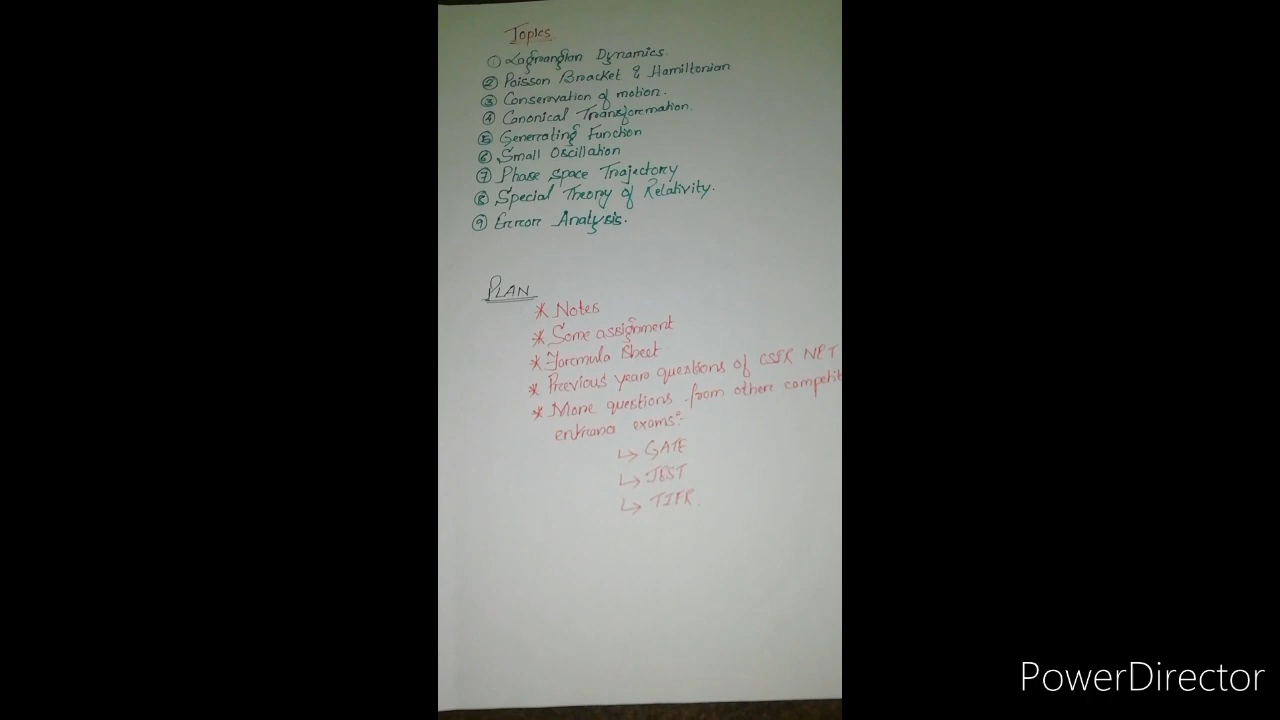 Topics
① Lagrangian Dynamics.
② Poisson Bracket & Hamiltonian
③ Conservation of motion.
④ Canonical Transformation.
⑤ Generating Function
⑥ Small Oscillation
⑦ Phase space Trajectory
⑧ Special Theory of Relativity.
⑨ Error Analysis.
PLAN
* Notes
* Some assignment
* Formula sheet
* Previous years questions of CSIR NET
* More questions from other competit
entrance exams:-
↳ GATE
↳ JEST
↳ TIFR.
PowerDirector